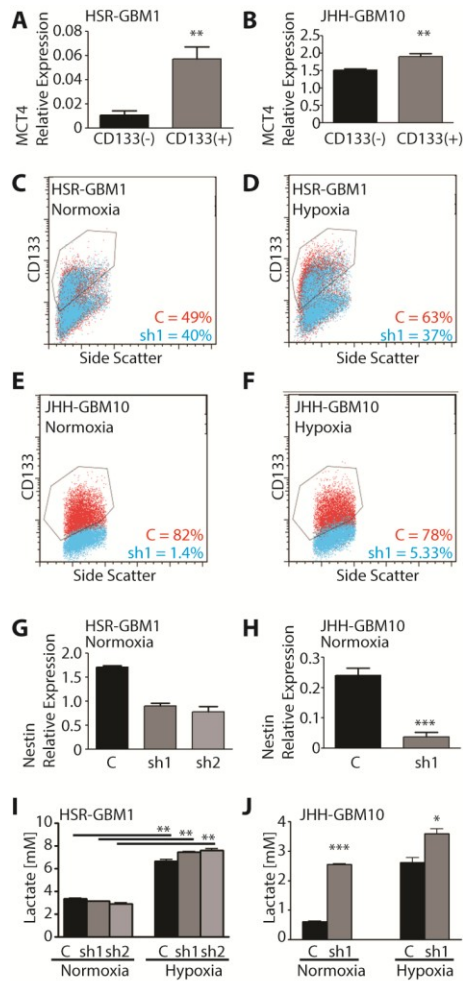 A HSR-GBM1
MCT4
Relative Expression
0.08
0.06
0.04
0.02
0
**
CD133(-) CD133(+)
B JHH-GBM10
MCT4
Relative Expression
2.5
2.0
1.5
1.0
0.5
0
**
CD133(-) CD133(+)
C
HSR-GBM1
Normoxia
CD133
C = 49%
sh1 = 40%
Side Scatter
D
HSR-GBM1
Hypoxia
CD133
C = 63%
sh1 = 37%
Side Scatter
E
JHH-GBM10
Normoxia
CD133
C = 82%
sh1 = 1.4%
Side Scatter
F
JHH-GBM10
Hypoxia
CD133
C = 78%
sh1 = 5.33%
Side Scatter
G HSR-GBM1
Normoxia
Nestin
Relative Expression
2.0
1.5
1.0
0.5
0
C sh1 sh2
H JHH-GBM10
Normoxia
Nestin
Relative Expression
0.3
0.2
0.1
0
***
C sh1
I HSR-GBM1
Lactate [mM]
10
8
6
4
2
0
**
**
**
C sh1 sh2 C sh1 sh2
Normoxia Hypoxia
J JHH-GBM10
Lactate [mM]
4
3
2
1
0
***
*
C sh1 C sh1
Normoxia Hypoxia